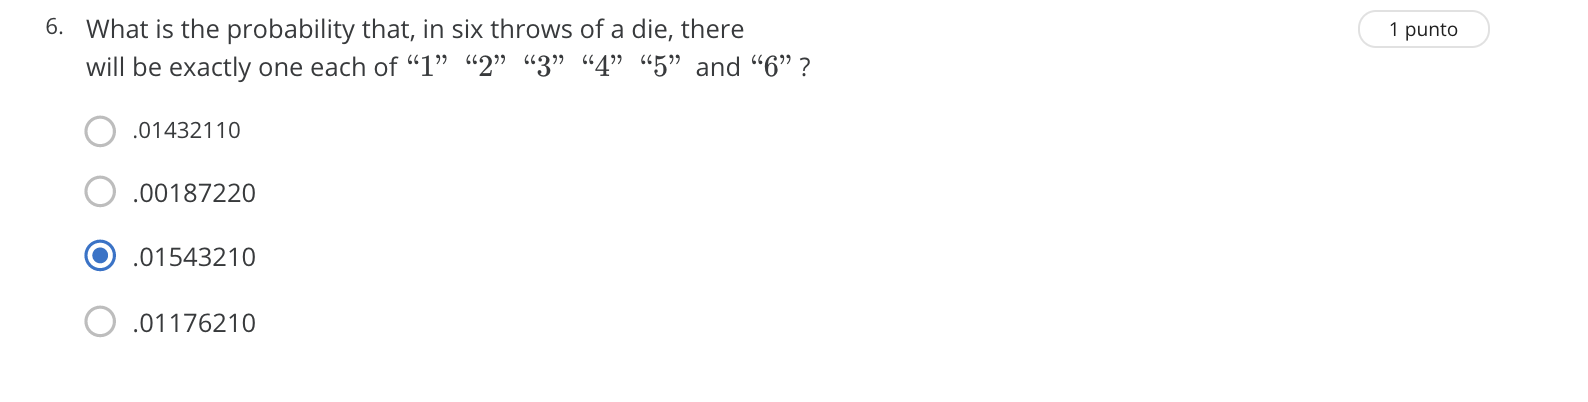 6. What is the probability that, in six throws of a die, there
1 punto
will be exactly one each of “1” “2” “3” “4” “5” and “6” ?
.01432110
.00187220
.01543210
.01176210